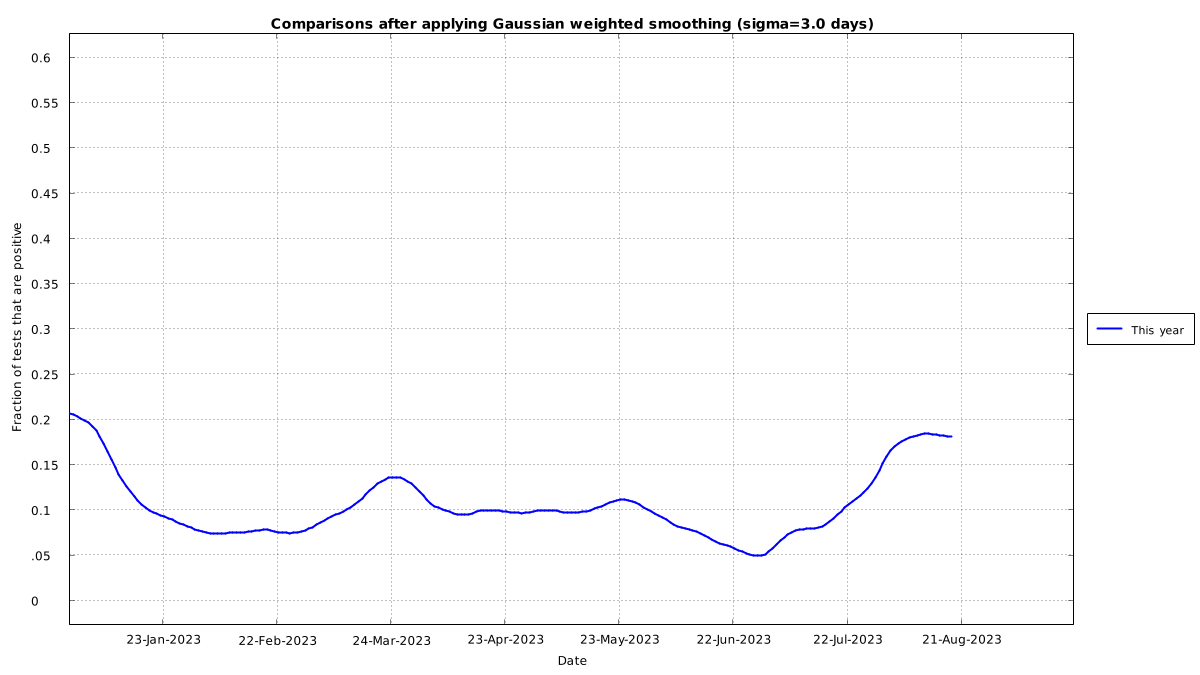 Comparisons after applying Gaussian weighted smoothing (sigma=3.0 days)
0.6
0.55
0.5
0.45
0.4
0.35
0.3
0.25
0.2
0.15
0.1
.05
0
Fraction of tests that are positive
This year
23-Jan-2023 22-Feb-2023 24-Mar-2023 23-Apr-2023 23-May-2023 22-Jun-2023 22-Jul-2023 21-Aug-2023
Date